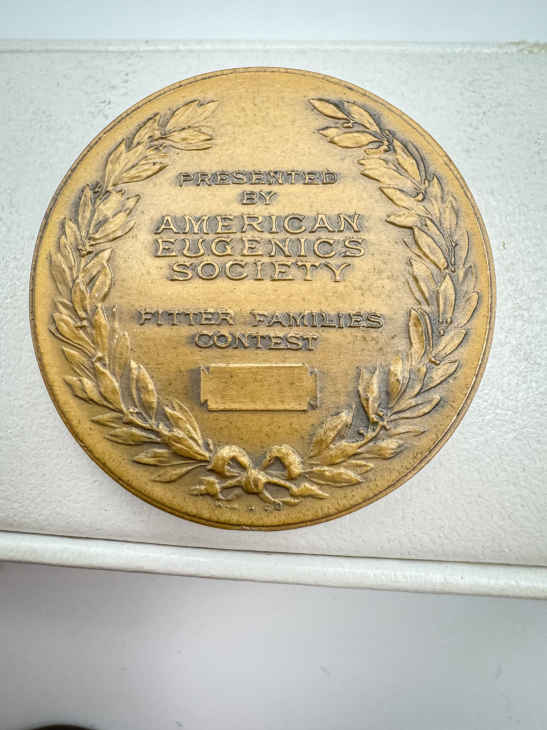 PRESENTED
BY
AMERICAN
EUGENICS
SOCIETY
FITTER FAMILIES
CONTEST